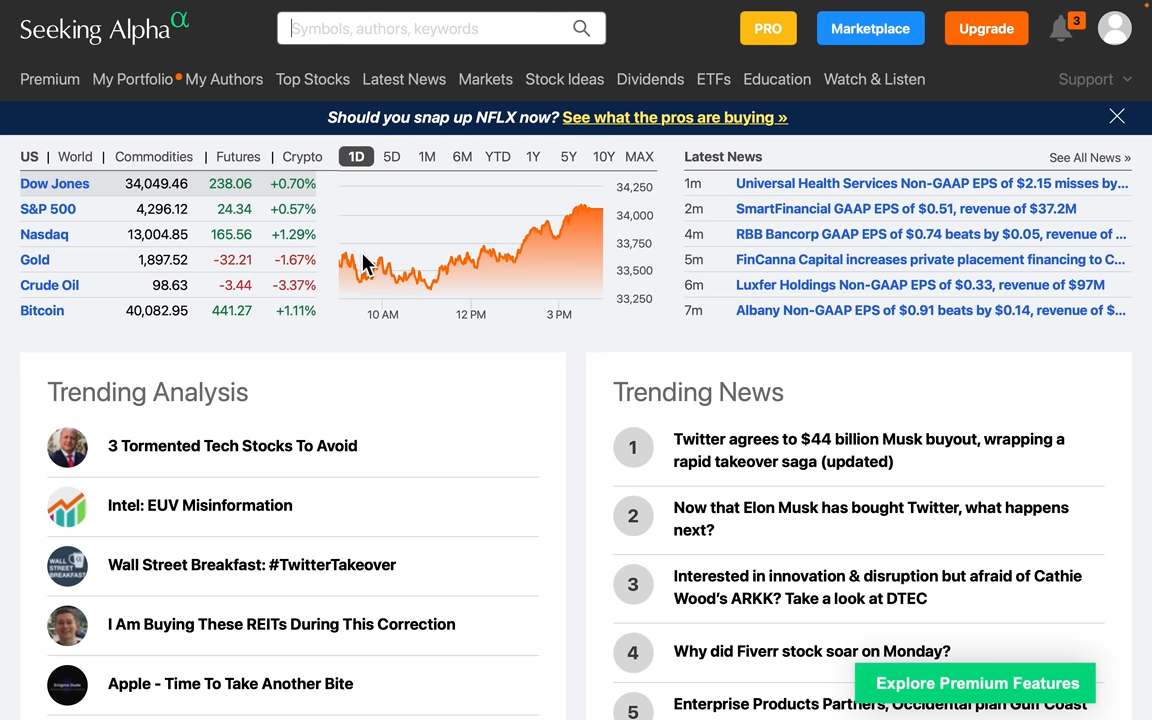 Seeking Alpha α
Symbols, authors, keywords
PRO
Marketplace
Upgrade
3
Premium My Portfolio My Authors Top Stocks Latest News Markets Stock Ideas Dividends ETFs Education Watch & Listen Support
Should you snap up NFLX now? See what the pros are buying »
US | World | Commodities | Futures | Crypto
Dow Jones 34,049.46 238.06 +0.70%
S&P 500 4,296.12 24.34 +0.57%
Nasdaq 13,004.85 165.56 +1.29%
Gold 1,897.52 -32.21 -1.67%
Crude Oil 98.63 -3.44 -3.37%
Bitcoin 40,082.95 441.27 +1.11%
1D 5D 1M 6M YTD 1Y 5Y 10Y MAX
34,250
34,000
33,750
33,500
33,250
10 AM 12 PM 3 PM
Latest News See All News »
1m Universal Health Services Non-GAAP EPS of $2.15 misses by...
2m SmartFinancial GAAP EPS of $0.51, revenue of $37.2M
4m RBB Bancorp GAAP EPS of $0.74 beats by $0.05, revenue of ...
5m FinCanna Capital increases private placement financing to C...
6m Luxfer Holdings Non-GAAP EPS of $0.33, revenue of $97M
7m Albany Non-GAAP EPS of $0.91 beats by $0.14, revenue of $...
Trending Analysis
3 Tormented Tech Stocks To Avoid
Intel: EUV Misinformation
WALL STREET BREAKFAST
Wall Street Breakfast: #TwitterTakeover
I Am Buying These REITs During This Correction
Apple - Time To Take Another Bite
Trending News
1 Twitter agrees to $44 billion Musk buyout, wrapping a
rapid takeover saga (updated)
2 Now that Elon Musk has bought Twitter, what happens
next?
3 Interested in innovation & disruption but afraid of Cathie
Wood's ARKK? Take a look at DTEC
4 Why did Fiverr stock soar on Monday?
Explore Premium Features
5 Enterprise Products Partners, Occidental plan Gulf Coast